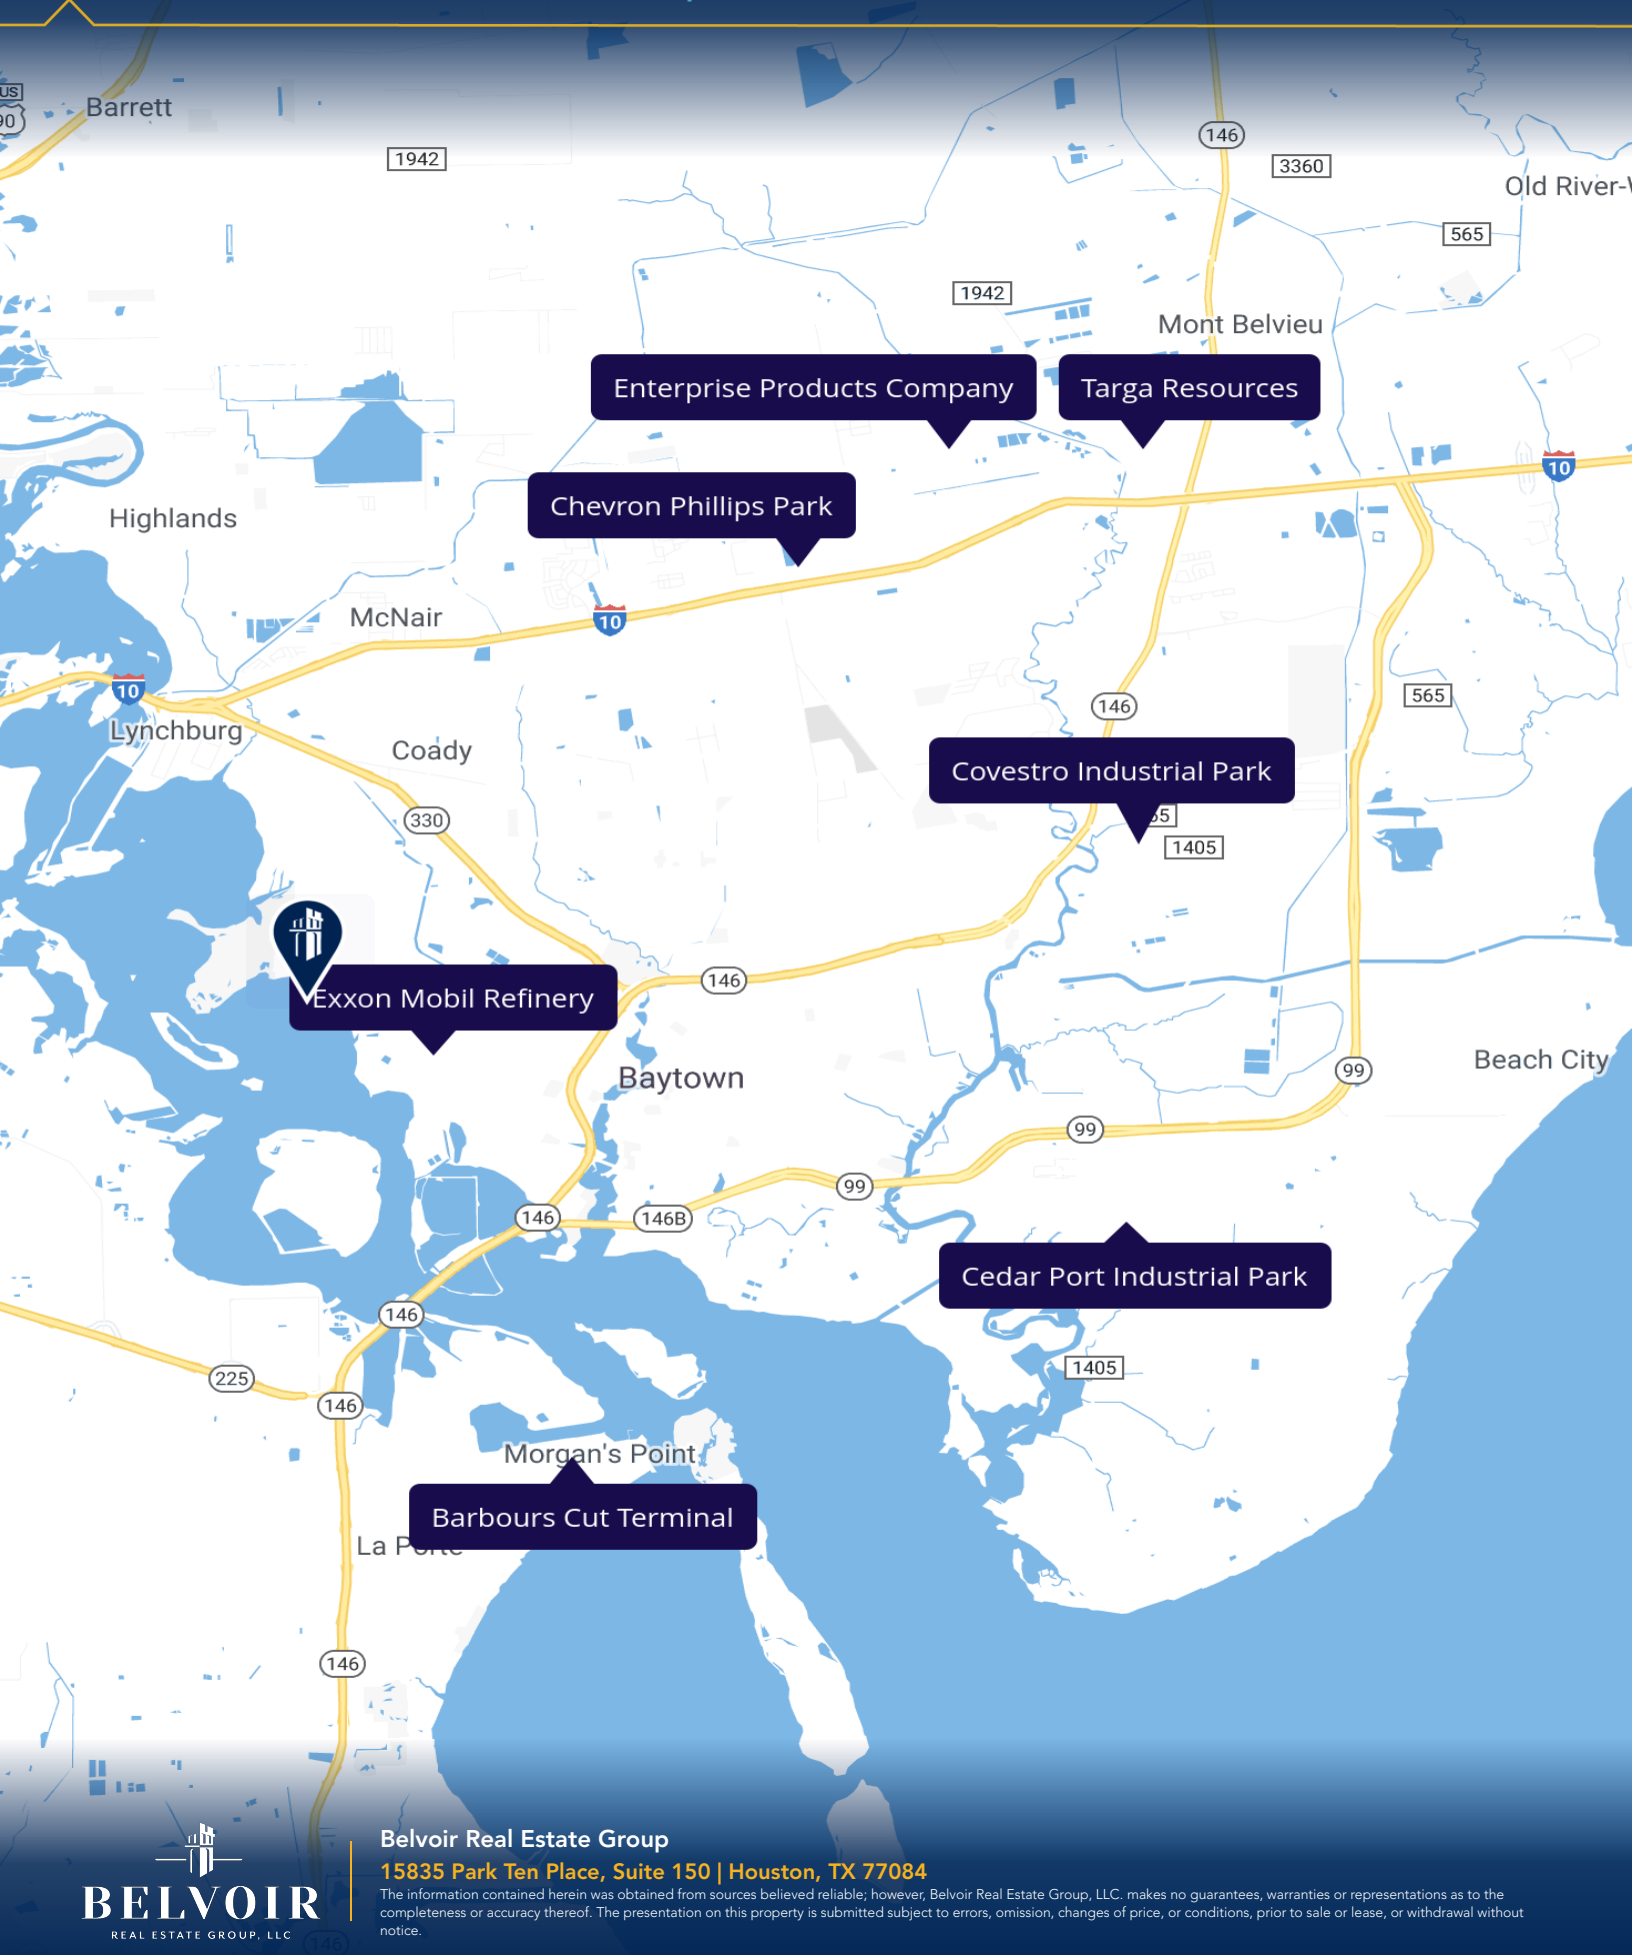 US
90
Barrett
1942
146
3360
Old River-W
565
1942
Mont Belvieu
Enterprise Products Company
Targa Resources
10
Chevron Phillips Park
Highlands
McNair
10
10
Lynchburg
565
146
Coady
Covestro Industrial Park
330
1405
Exxon Mobil Refinery
146
Baytown
Beach City
99
99
99
146
146B
Cedar Port Industrial Park
146
1405
225
146
Morgan's Point
Barbours Cut Terminal
La Porte
146
Belvoir Real Estate Group
15835 Park Ten Place, Suite 150 | Houston, TX 77084
The information contained herein was obtained from sources believed reliable; however, Belvoir Real Estate Group, LLC. makes no guarantees, warranties or representations as to the
completeness or accuracy thereof. The presentation on this property is submitted subject to errors, omission, changes of price, or conditions, prior to sale or lease, or withdrawal without
notice.
BELVOIR
REAL ESTATE GROUP, LLC
146